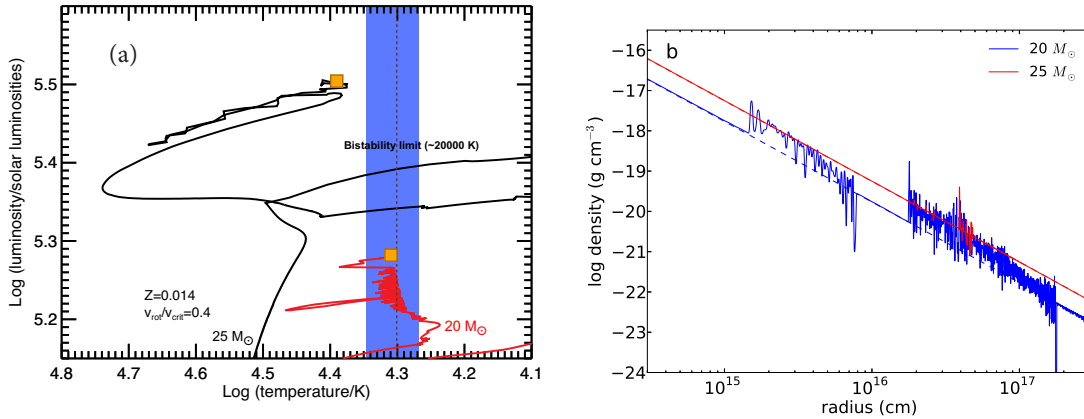 (a)
5.5
5.4
5.3
5.2
Log (luminosity/solar luminosities)
Bistability limit (~20000 K)
Z=0.014
v_rot/v_crit=0.4
25 M☉
20 M☉
4.8 4.7 4.6 4.5 4.4 4.3 4.2 4.1
Log (temperature/K)
b
20 M☉
25 M☉
−16
−17
−18
−19
−20
−21
−22
−23
−24
log density (g cm⁻³)
10¹⁵ 10¹⁶ 10¹⁷
radius (cm)